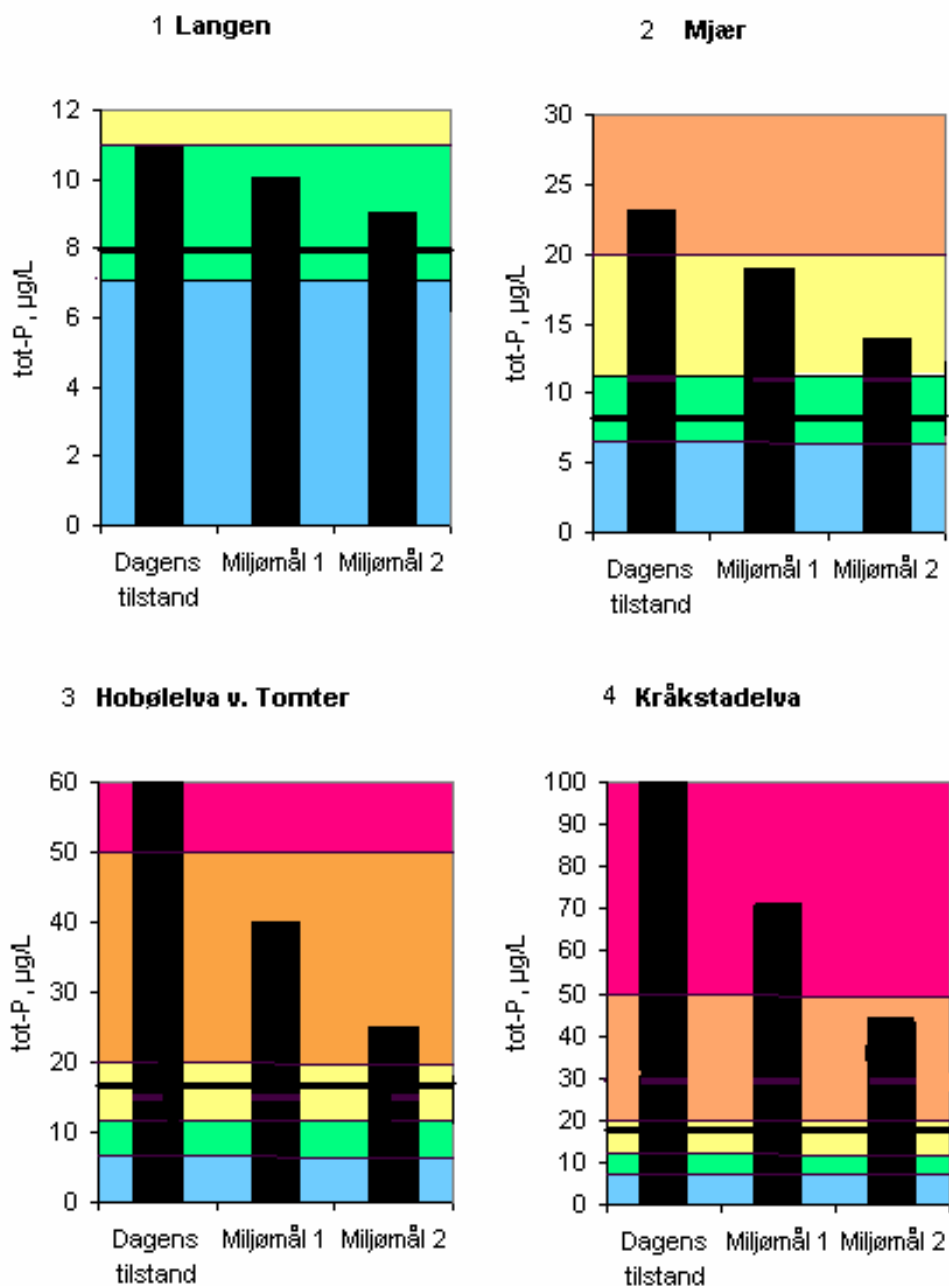 1 Langen
tot-P, µg/L
12
10
8
6
4
2
0
Dagens tilstand
Miljømål 1
Miljømål 2
2 Mjær
tot-P, µg/L
30
25
20
15
10
5
0
Dagens tilstand
Miljømål 1
Miljømål 2
3 Hobølelva v. Tomter
tot-P, µg/L
60
50
40
30
20
10
0
Dagens tilstand
Miljømål 1
Miljømål 2
4 Kråkstadelva
tot-P, µg/L
100
90
80
70
60
50
40
30
20
10
0
Dagens tilstand
Miljømål 1
Miljømål 2